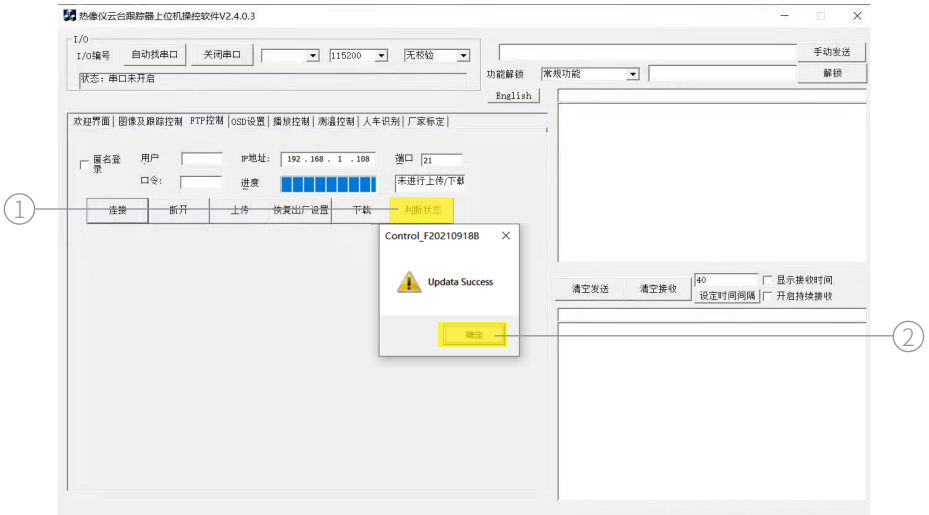 热像仪云台跟踪器上位机操控软件V2.4.0.3
I/O
I/O编号 自动找串口 关闭串口 115200 无校验
状态：串口未开启
手动发送
功能解锁 常规功能 解锁
English
欢迎界面 图像及跟踪控制 FTP控制 OSD设置 播放控制 测温控制 人车识别 厂家标定
匿名登录 用户 IP地址: 192 . 168 . 1 . 108 端口 21
口令: 进度 未进行上传/下载
① 连接 断开 上传 恢复出厂设置 下载 判断状态
Control_F20210918B
Updata Success
确定 ②
清空发送 清空接收 40 显示接收时间
设定时间间隔 开启持续接收